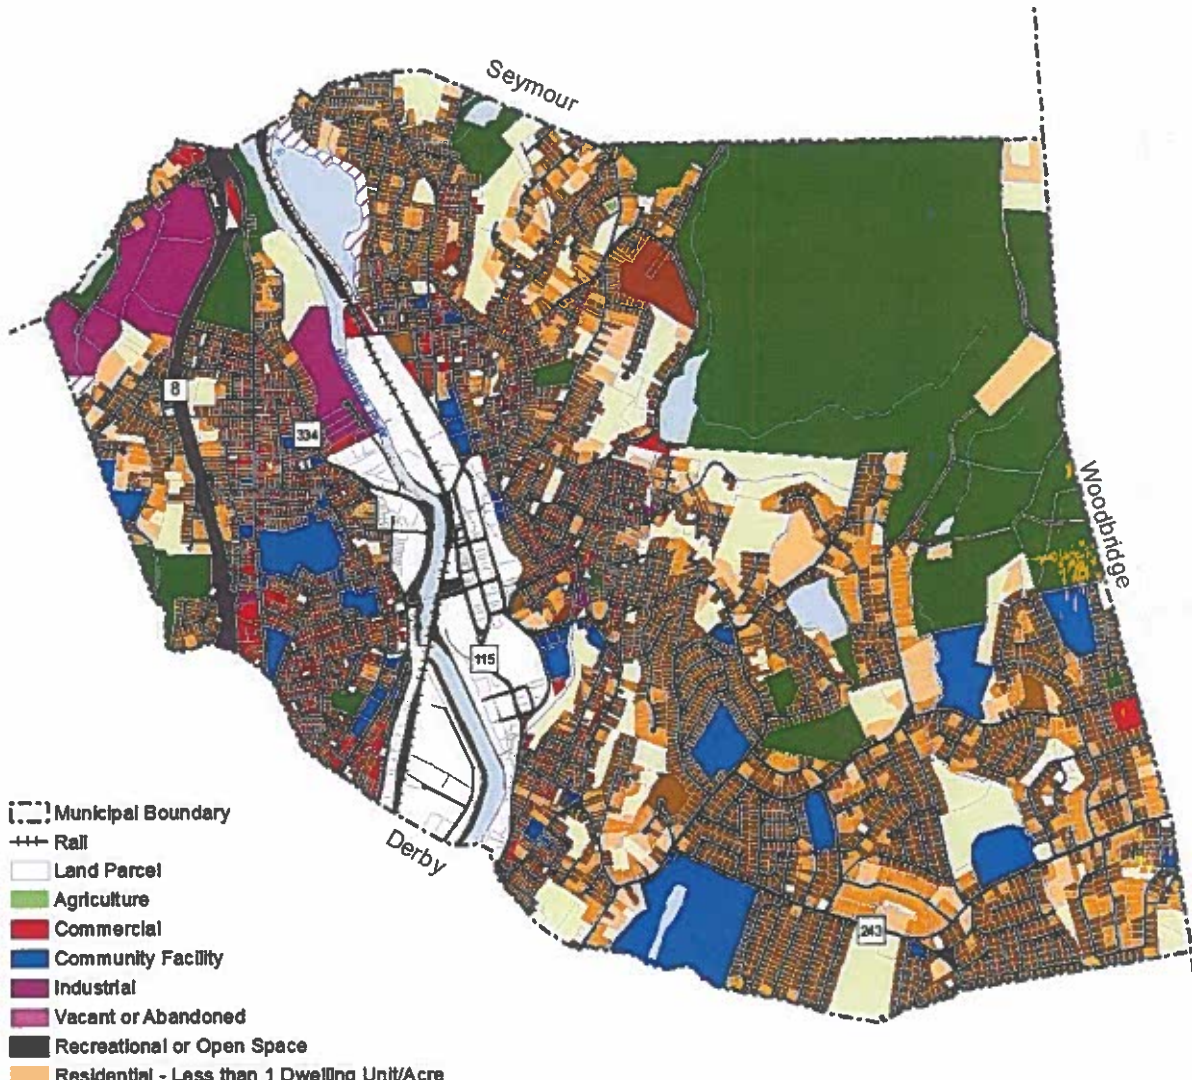 Seymour
8
334
Woodbridge
115
Derby
243
Municipal Boundary
Rail
Land Parcel
Agriculture
Commercial
Community Facility
Industrial
Vacant or Abandoned
Recreational or Open Space
Residential - Less than 1 Dwelling Unit/Acre